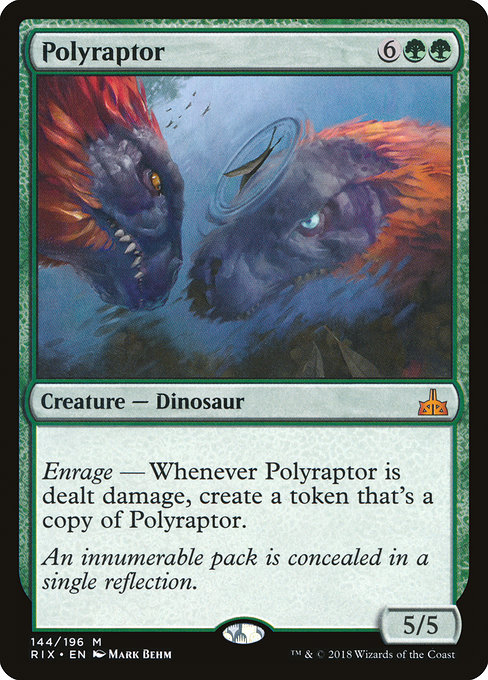 Polyraptor 6
Creature — Dinosaur
Enrage — Whenever Polyraptor is
dealt damage, create a token that's a
copy of Polyraptor.
An innumerable pack is concealed in a
single reflection.
5/5
144/196 M
RIX • EN Mark Behm
™ & © 2018 Wizards of the Coast